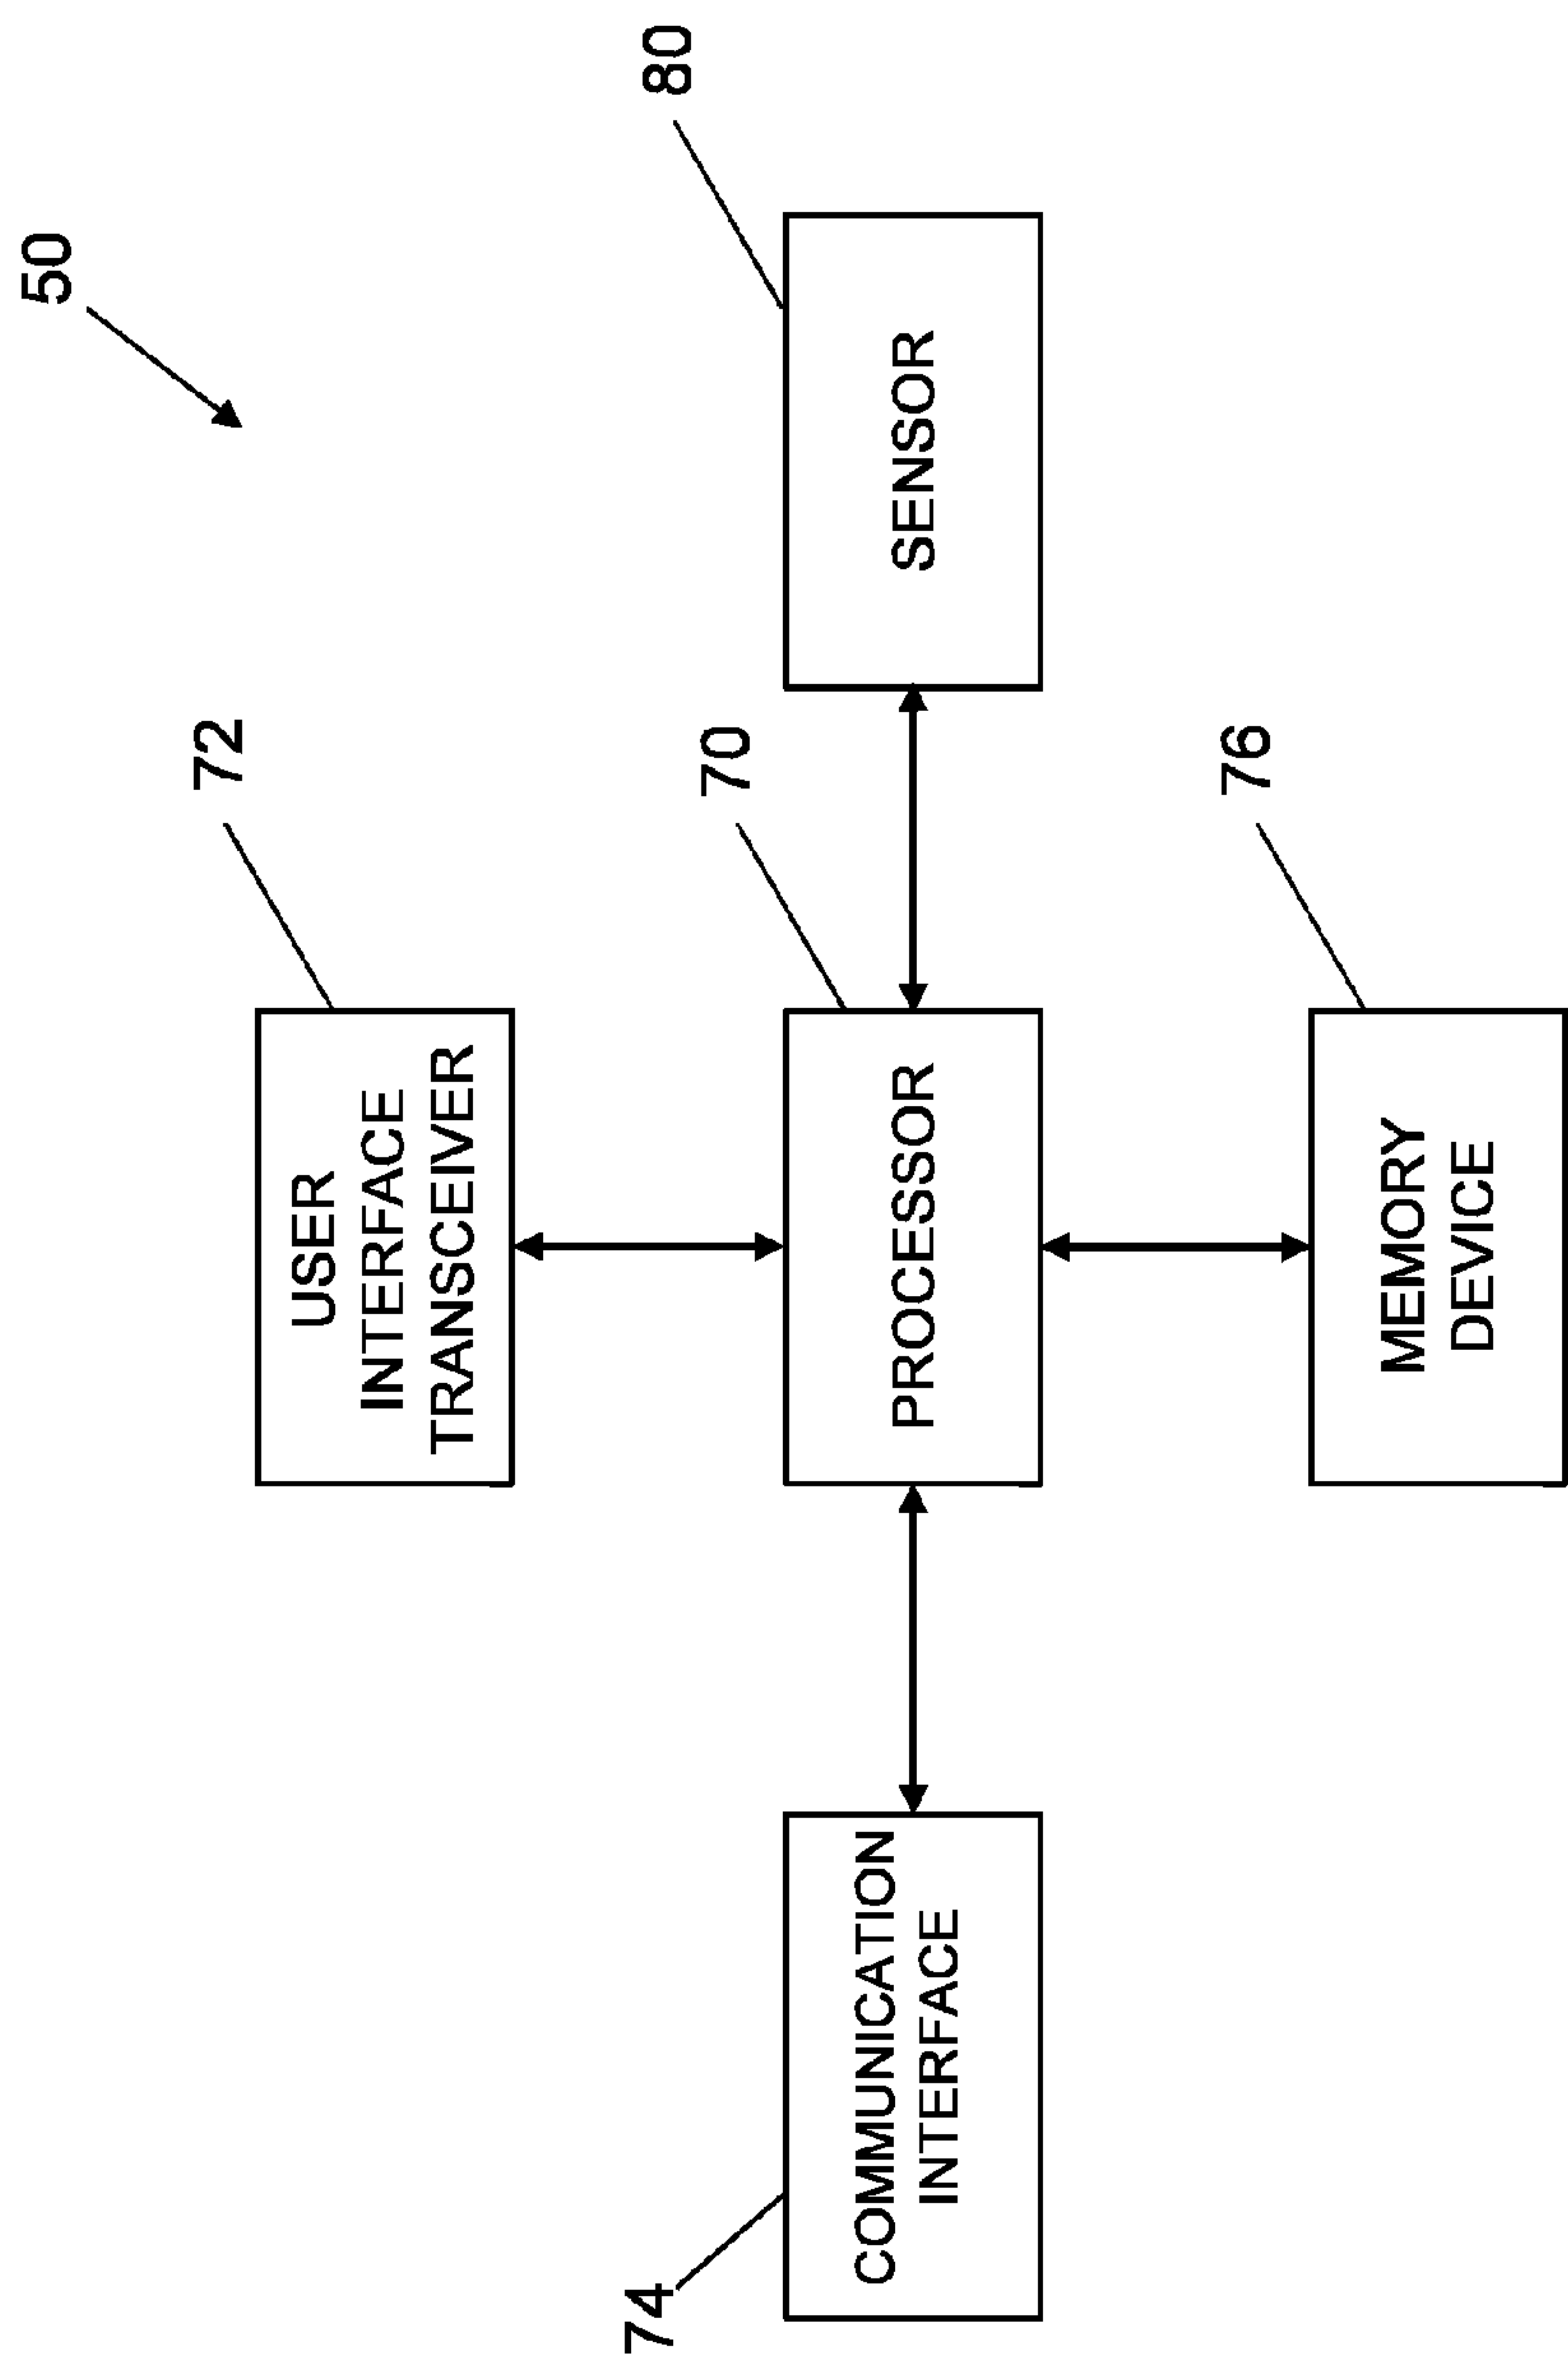 50
72
USER
INTERFACE
TRANSCEIVER
74
COMMUNICATION
INTERFACE
70
PROCESSOR
80
SENSOR
76
MEMORY
DEVICE